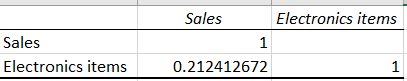 Sales Electronics items
Sales 1
Electronics items 0.212412672 1